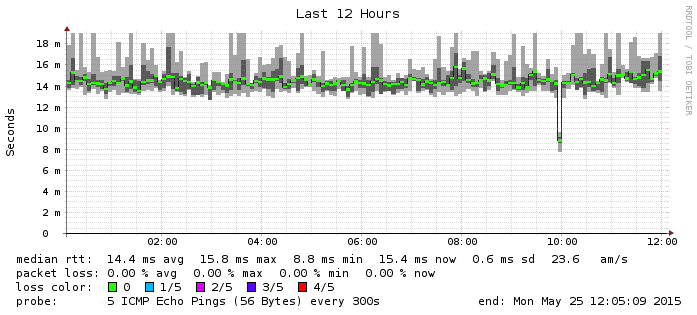 Last 12 Hours
RRDTOOL / TOBI OETIKER
Seconds
18 m
16 m
14 m
12 m
10 m
8 m
6 m
4 m
2 m
0
02:00 04:00 06:00 08:00 10:00 12:00
median rtt: 14.4 ms avg 15.8 ms max 8.8 ms min 15.4 ms now 0.6 ms sd 23.6 am/s
packet loss: 0.00 % avg 0.00 % max 0.00 % min 0.00 % now
loss color: 0 1/5 2/5 3/5 4/5
probe: 5 ICMP Echo Pings (56 Bytes) every 300s end: Mon May 25 12:05:09 2015